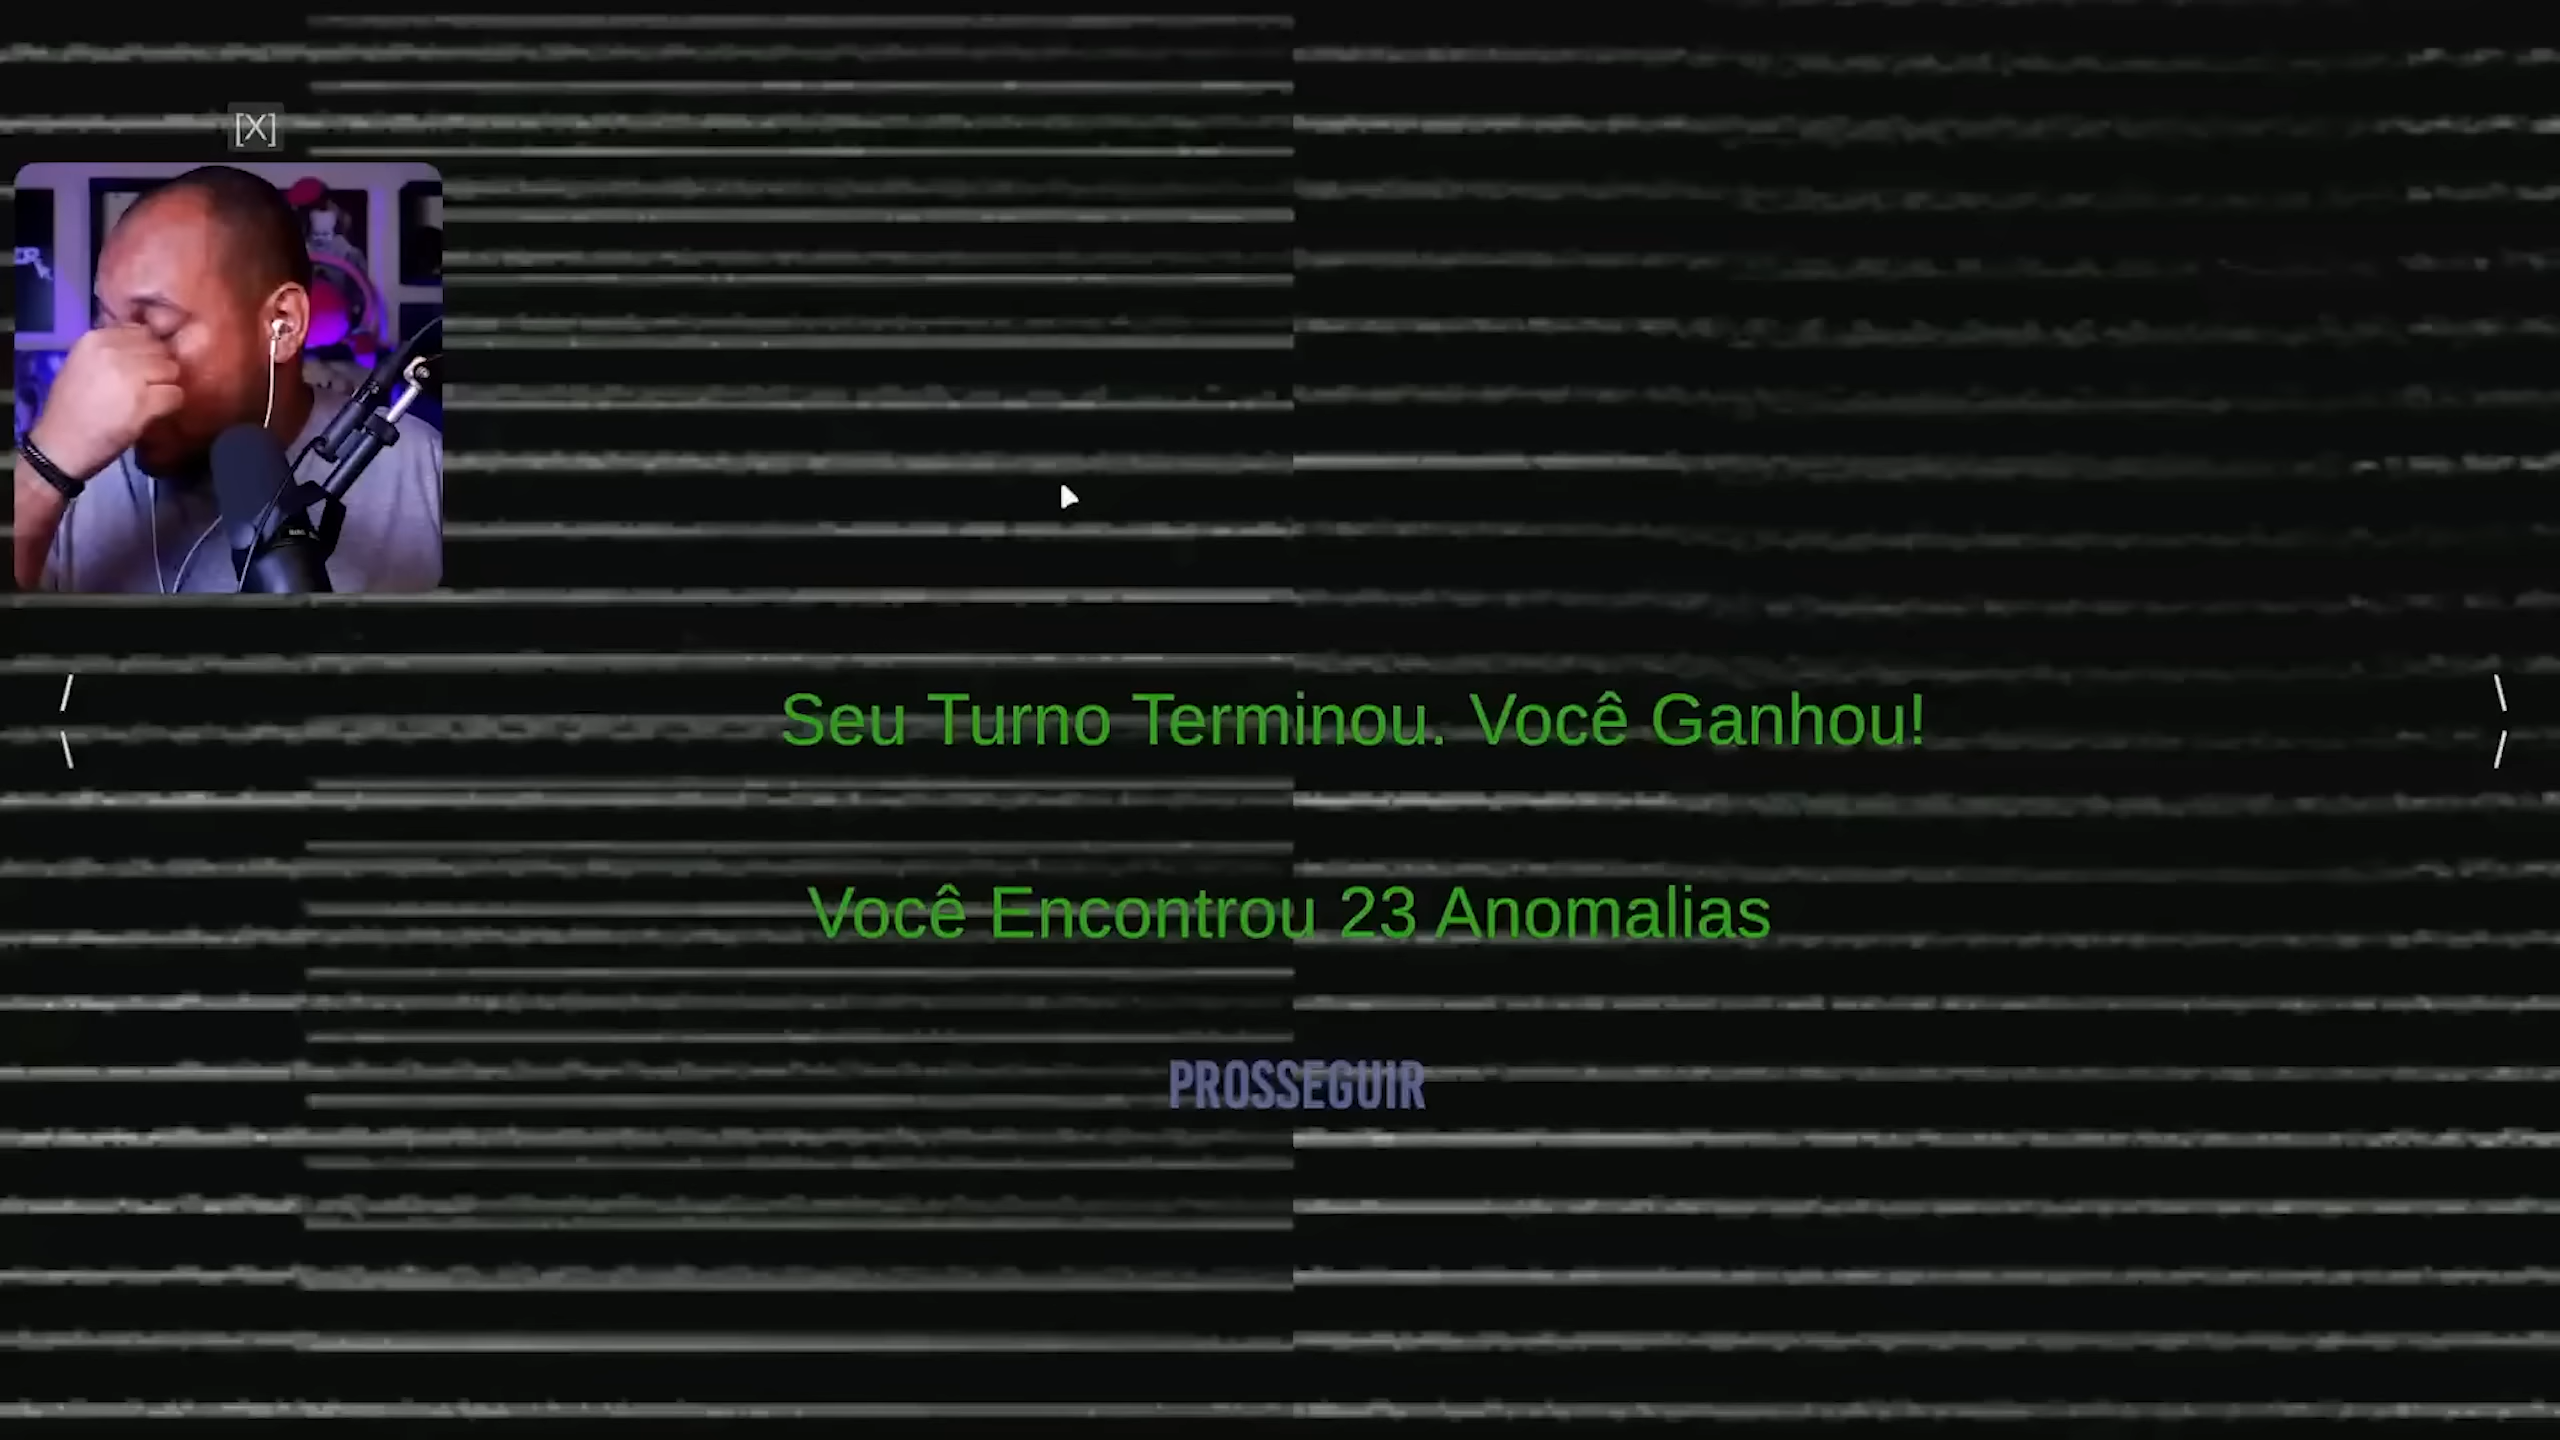 [X]
Seu Turno Terminou. Você Ganhou!
Você Encontrou 23 Anomalias
PROSSEGUIR